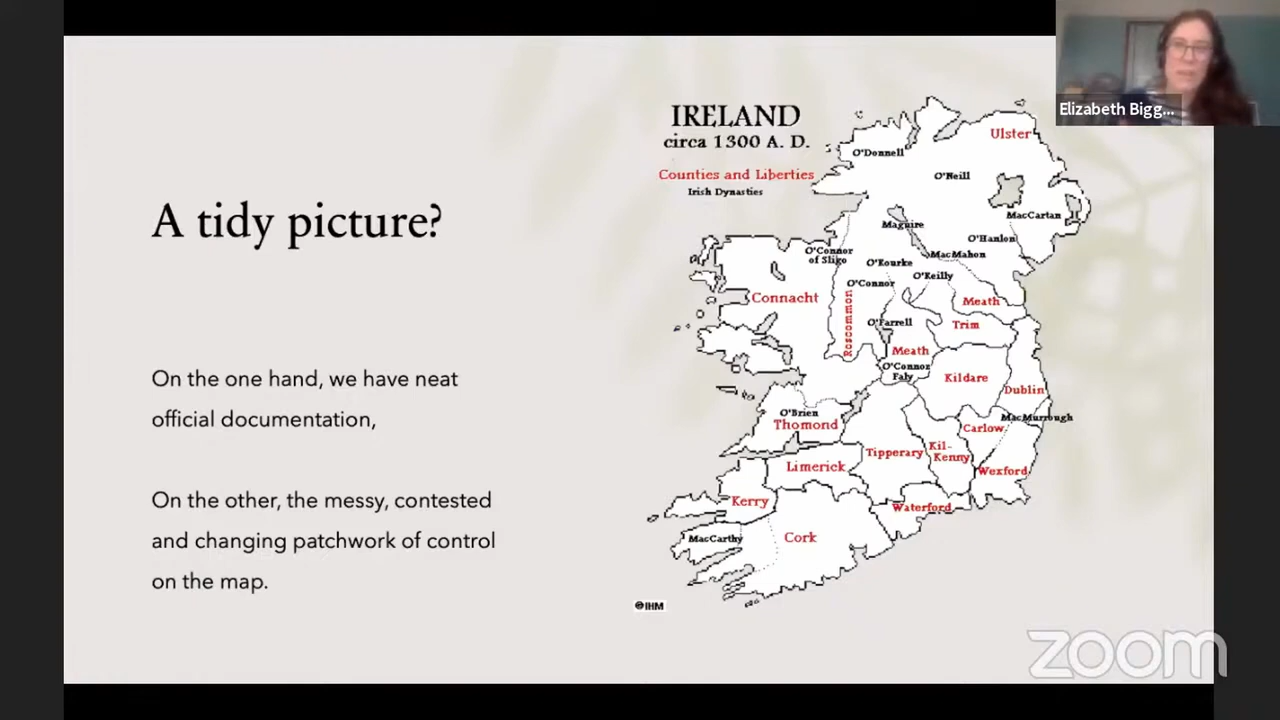 Elizabeth Bigg...
A tidy picture?
On the one hand, we have neat
official documentation,
On the other, the messy, contested
and changing patchwork of control
on the map.
IRELAND
circa 1300 A. D.
Counties and Liberties
Irish Dynasties
Ulster
O'Donnell
O'Neill
MacCartan
Maguire
O'Hanlon
O'Connor
of Sligo
MacMahon
O'Rourke
O'Reilly
O'Connor
Connacht
Roscommon
Meath
O'Farrell
Trim
Meath
O'Connor
Faly
Kildare
Dublin
O'Brien
Thomond
MacMurrough
Carlow
Tipperary
Kil-
Kenny
Limerick
Wexford
Kerry
Waterford
MacCarthy
Cork
©IHM
zoom